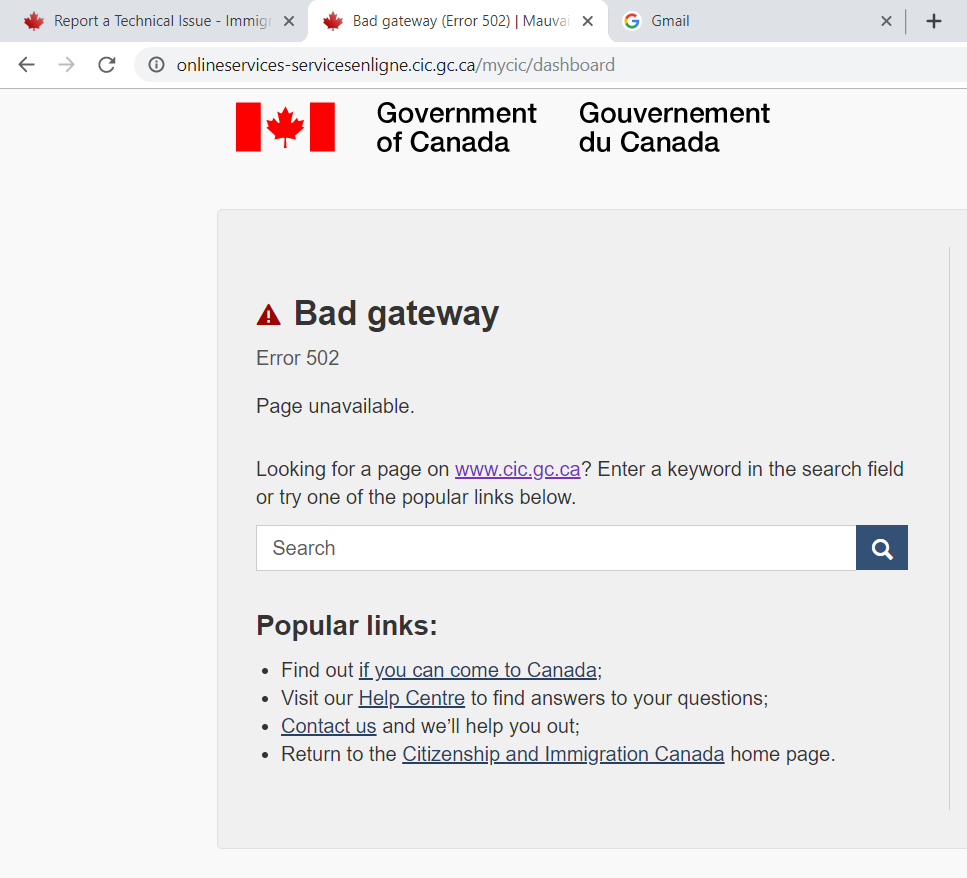 Report a Technical Issue - Immigr
Bad gateway (Error 502) | Mauvai
Gmail
onlineservices-servicesenligne.cic.gc.ca/mycic/dashboard
Government
of Canada
Gouvernement
du Canada
Bad gateway
Error 502
Page unavailable.
Looking for a page on www.cic.gc.ca? Enter a keyword in the search field
or try one of the popular links below.
Search
Popular links:
• Find out if you can come to Canada;
• Visit our Help Centre to find answers to your questions;
• Contact us and we’ll help you out;
• Return to the Citizenship and Immigration Canada home page.